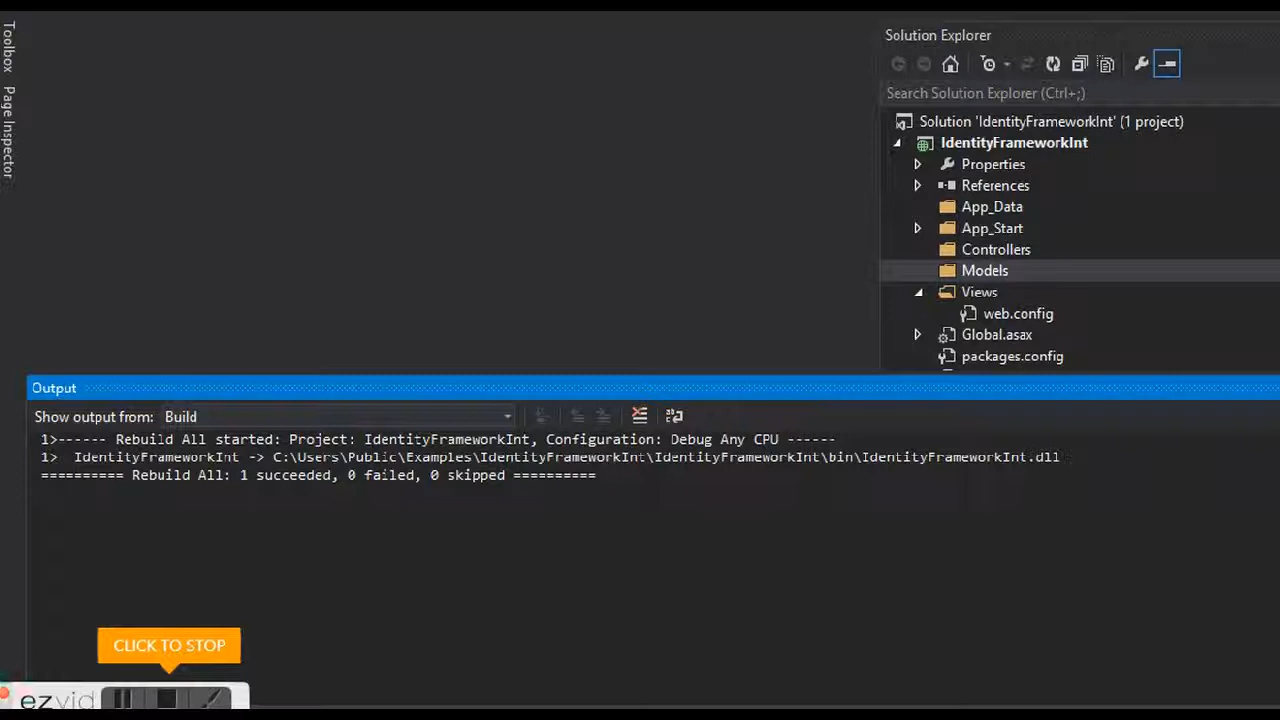 Toolbox
Page Inspector
Solution Explorer
Search Solution Explorer (Ctrl+;)
Solution 'IdentityFrameworkInt' (1 project)
IdentityFrameworkInt
Properties
References
App_Data
App_Start
Controllers
Models
Views
web.config
Global.asax
packages.config
Output
Show output from: Build
1>------ Rebuild All started: Project: IdentityFrameworkInt, Configuration: Debug Any CPU ------
1>  IdentityFrameworkInt -> C:\Users\Public\Examples\IdentityFrameworkInt\IdentityFrameworkInt\bin\IdentityFrameworkInt.dll
========== Rebuild All: 1 succeeded, 0 failed, 0 skipped ==========
CLICK TO STOP
ezvid